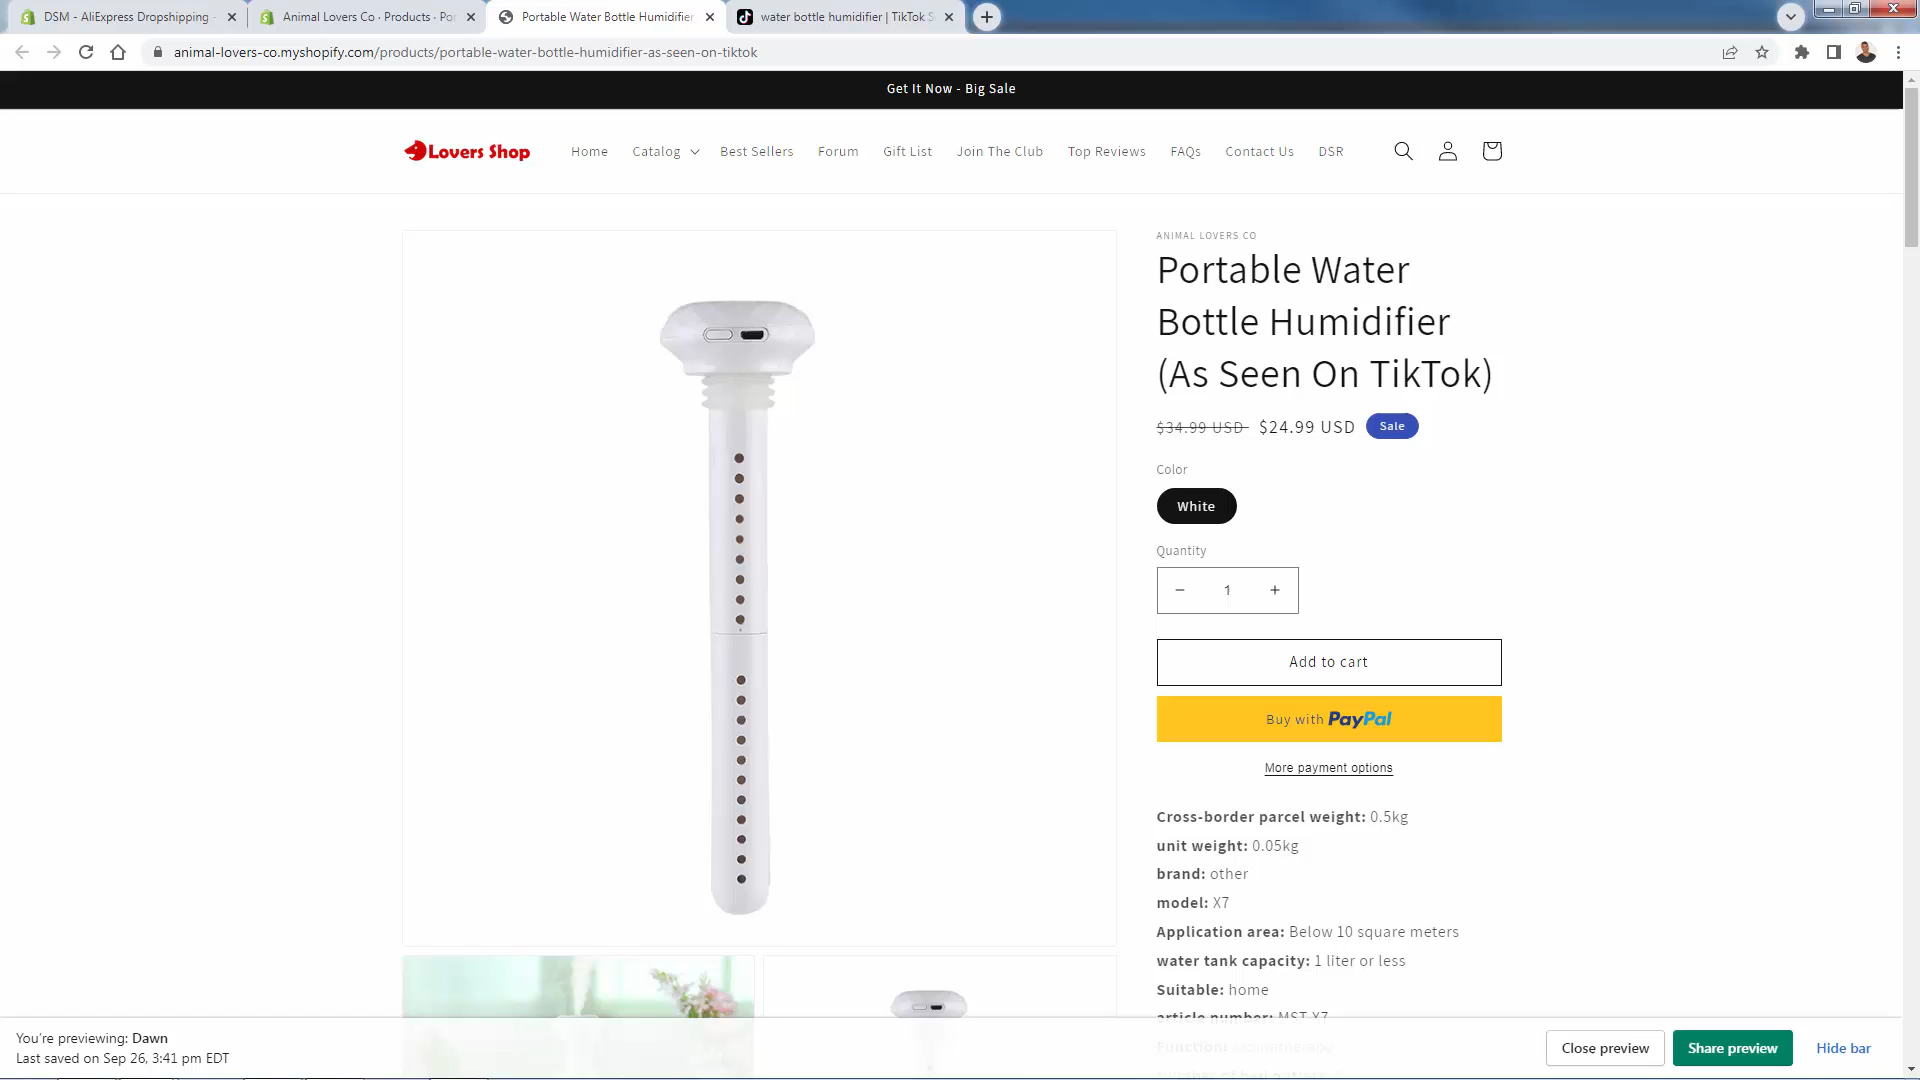 DSM - AliExpress Dropshipping
Animal Lovers Co · Products · Po
Portable Water Bottle Humidifier
water bottle humidifier | TikTok S
animal-lovers-co.myshopify.com/products/portable-water-bottle-humidifier-as-seen-on-tiktok
Get It Now - Big Sale
Lovers Shop
Home
Catalog
Best Sellers
Forum
Gift List
Join The Club
Top Reviews
FAQs
Contact Us
DSR
ANIMAL LOVERS CO
Portable Water
Bottle Humidifier
(As Seen On TikTok)
$34.99 USD $24.99 USD Sale
Color
White
Quantity
− 1 +
Add to cart
Buy with PayPal
More payment options
Cross-border parcel weight: 0.5kg
unit weight: 0.05kg
brand: other
model: X7
Application area: Below 10 square meters
water tank capacity: 1 liter or less
Suitable: home
article number: MST-X7
Function:
You're previewing: Dawn
Last saved on Sep 26, 3:41 pm EDT
Close preview
Share preview
Hide bar